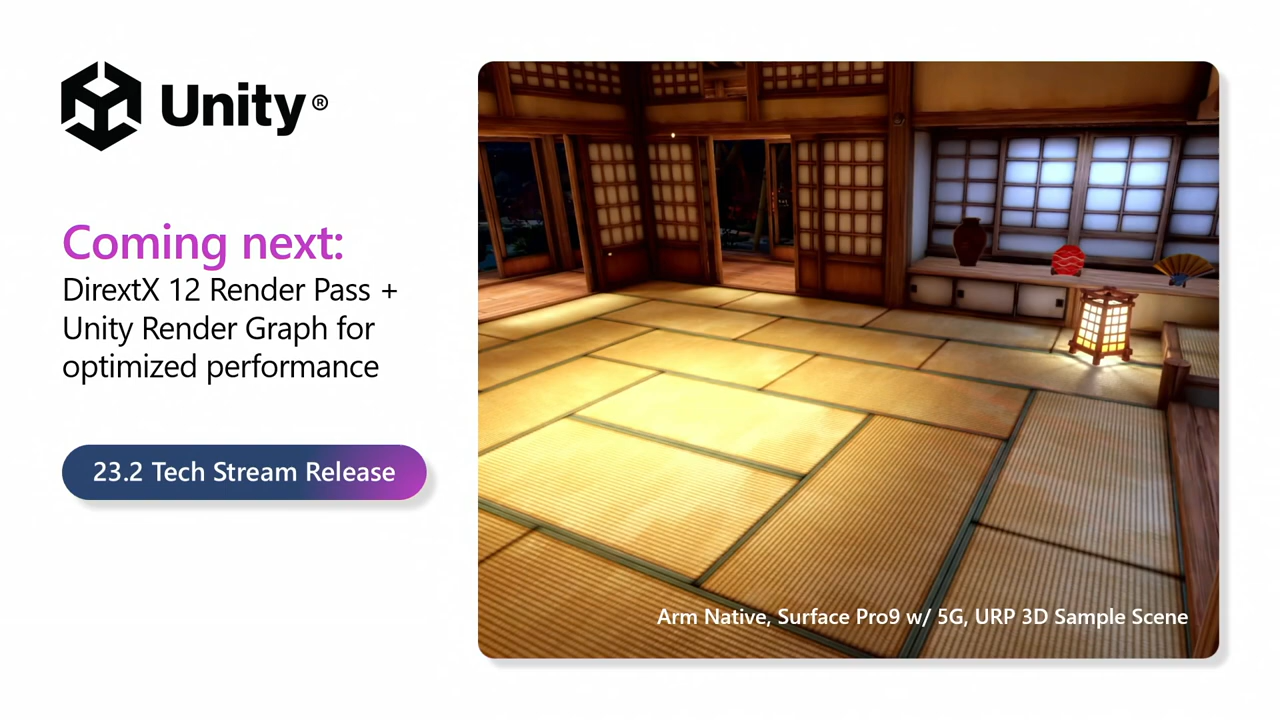 Unity®
Coming next:
DirextX 12 Render Pass +
Unity Render Graph for
optimized performance
23.2 Tech Stream Release
Arm Native, Surface Pro9 w/ 5G, URP 3D Sample Scene